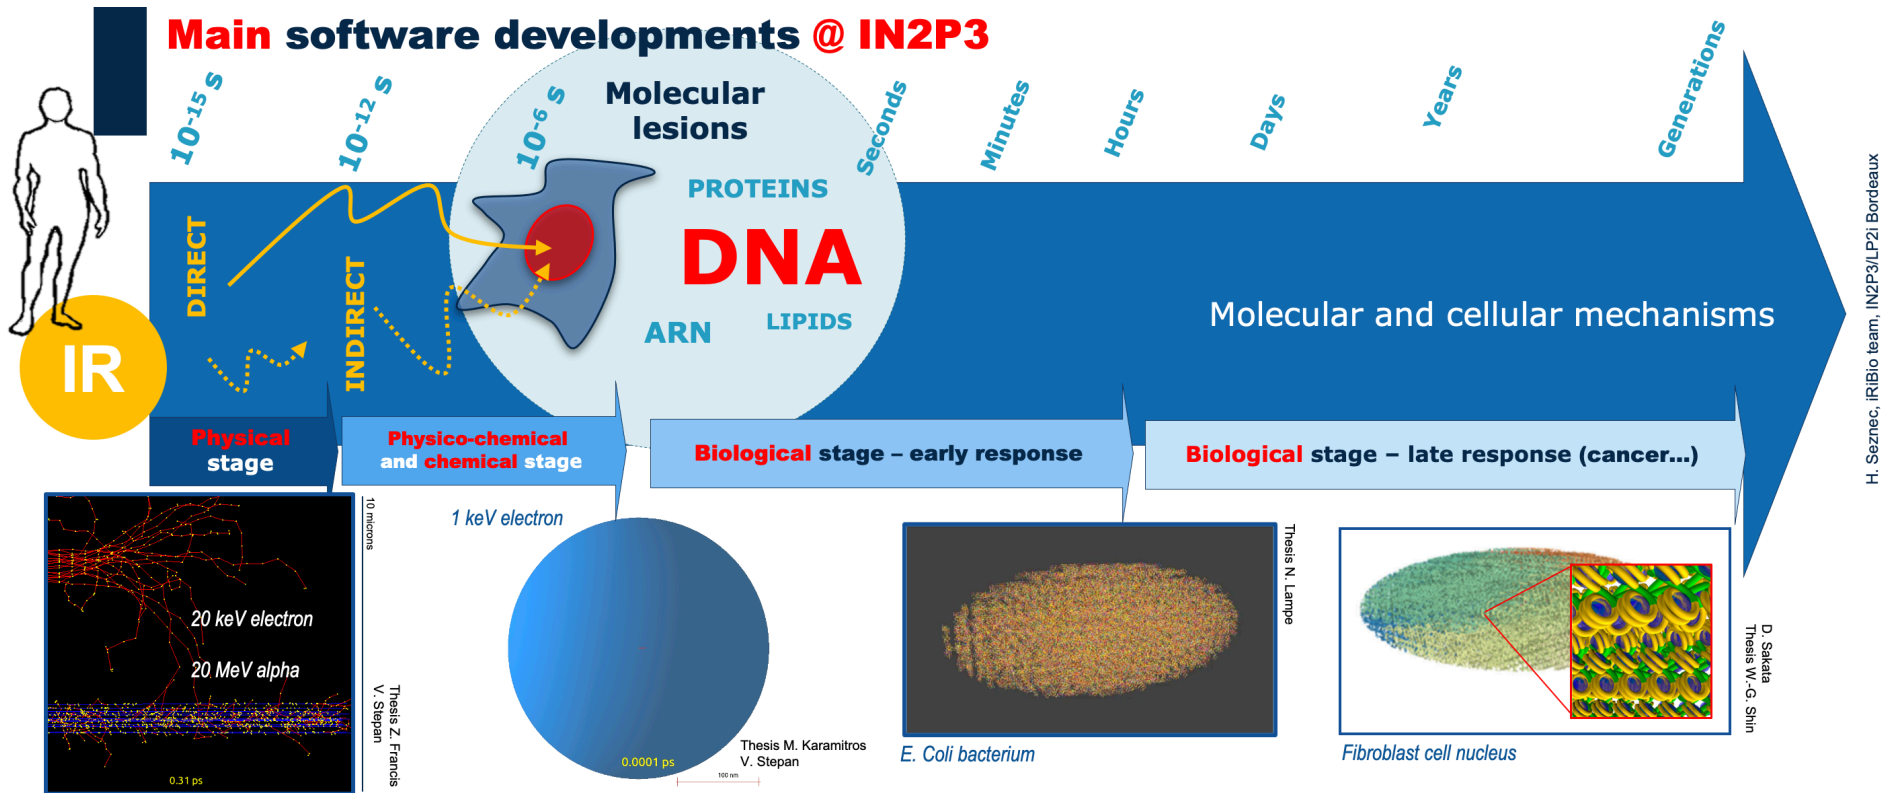 Main software developments @ IN2P3
10-15 s
10-12 s
10-6 s
Seconds
Minutes
Hours
Days
Years
Generations
Molecular
lesions
PROTEINS
DNA
ARN
LIPIDS
DIRECT
INDIRECT
IR
Molecular and cellular mechanisms
Physical
stage
Physico-chemical
and chemical stage
Biological stage – early response
Biological stage – late response (cancer...)
H. Seznec, iRiBio team, IN2P3/LP2i Bordeaux
10 microns
20 keV electron
20 MeV alpha
0.31 ps
Thesis Z. Francis
V. Stepan
1 keV electron
0.0001 ps
100 nm
Thesis M. Karamitros
V. Stepan
Thesis N. Lampe
E. Coli bacterium
Fibroblast cell nucleus
D. Sakata
Thesis W.-G. Shin